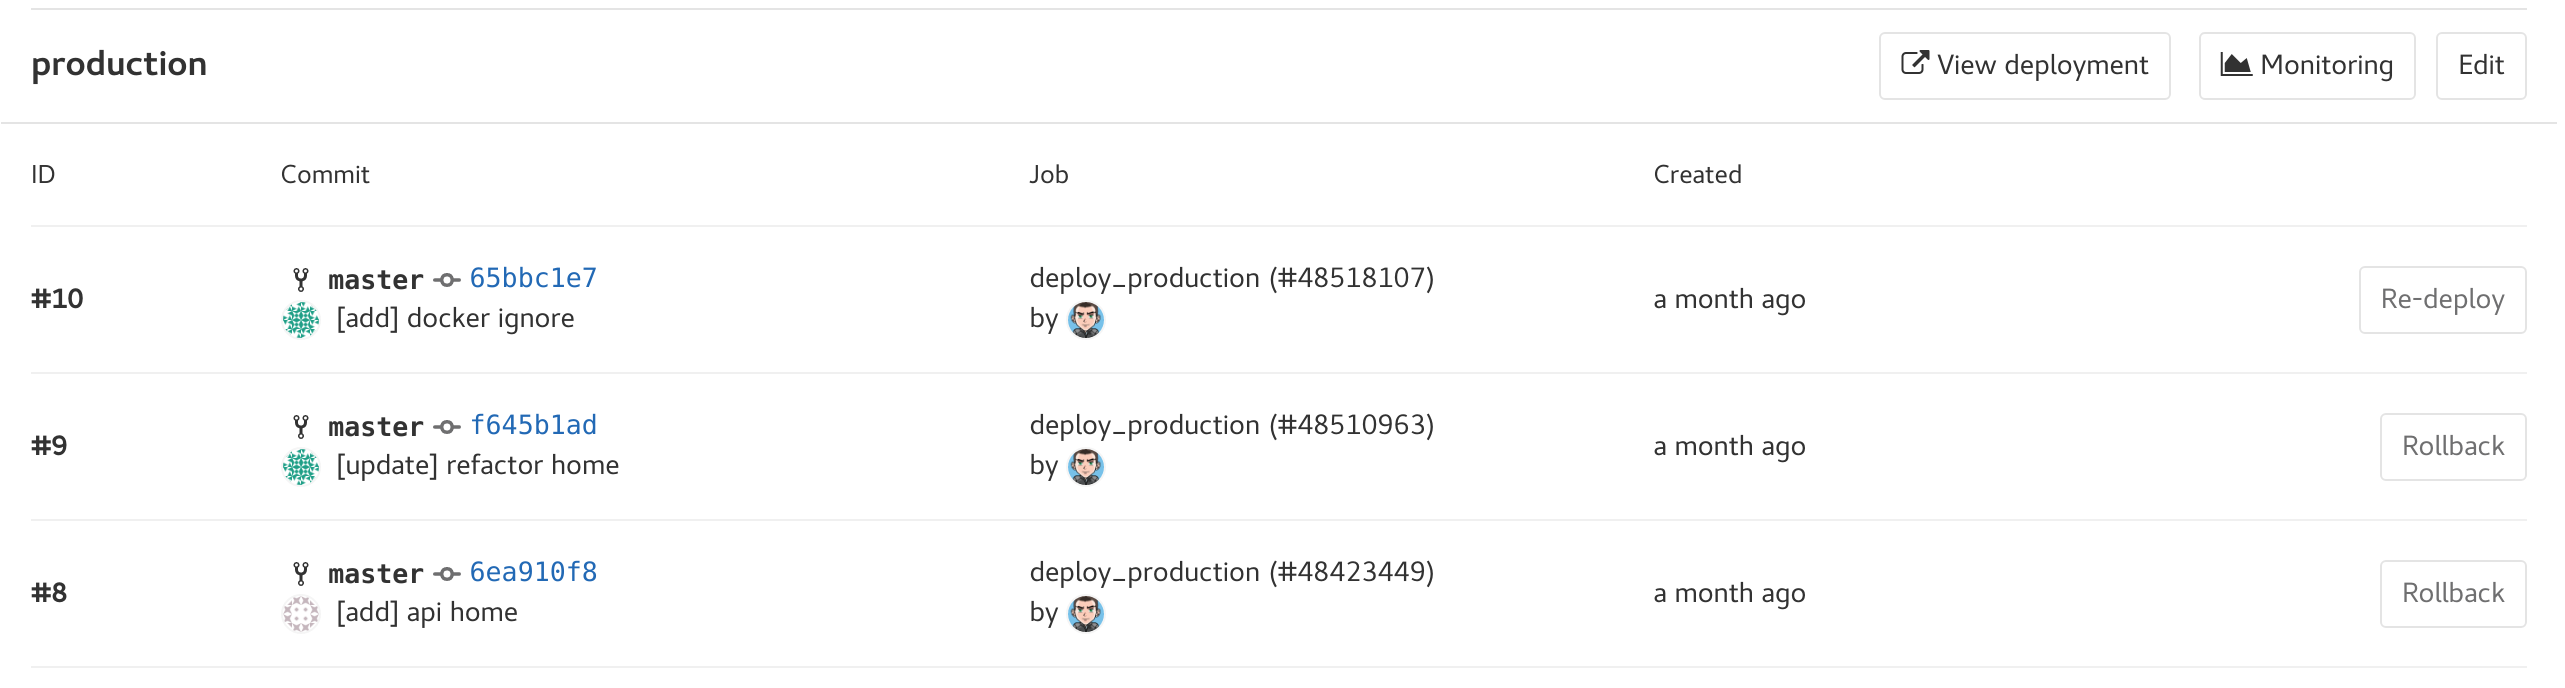 production
View deployment
Monitoring
Edit
ID Commit Job Created
#10
master 65bbc1e7
[add] docker ignore
deploy_production (#48518107)
by
a month ago
Re-deploy
#9
master f645b1ad
[update] refactor home
deploy_production (#48510963)
by
a month ago
Rollback
#8
master 6ea910f8
[add] api home
deploy_production (#48423449)
by
a month ago
Rollback